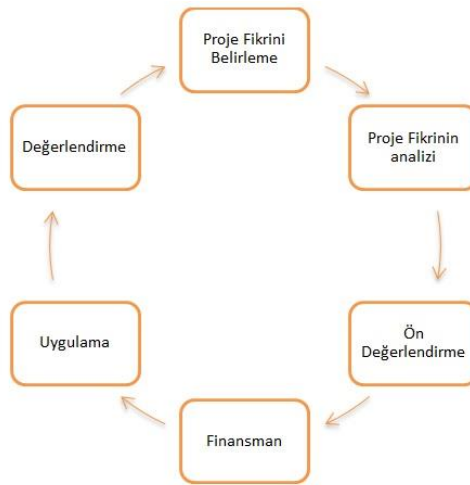 Proje Fikrini
Belirleme
Proje Fikrinin
analizi
Ön
Değerlendirme
Finansman
Uygulama
Değerlendirme